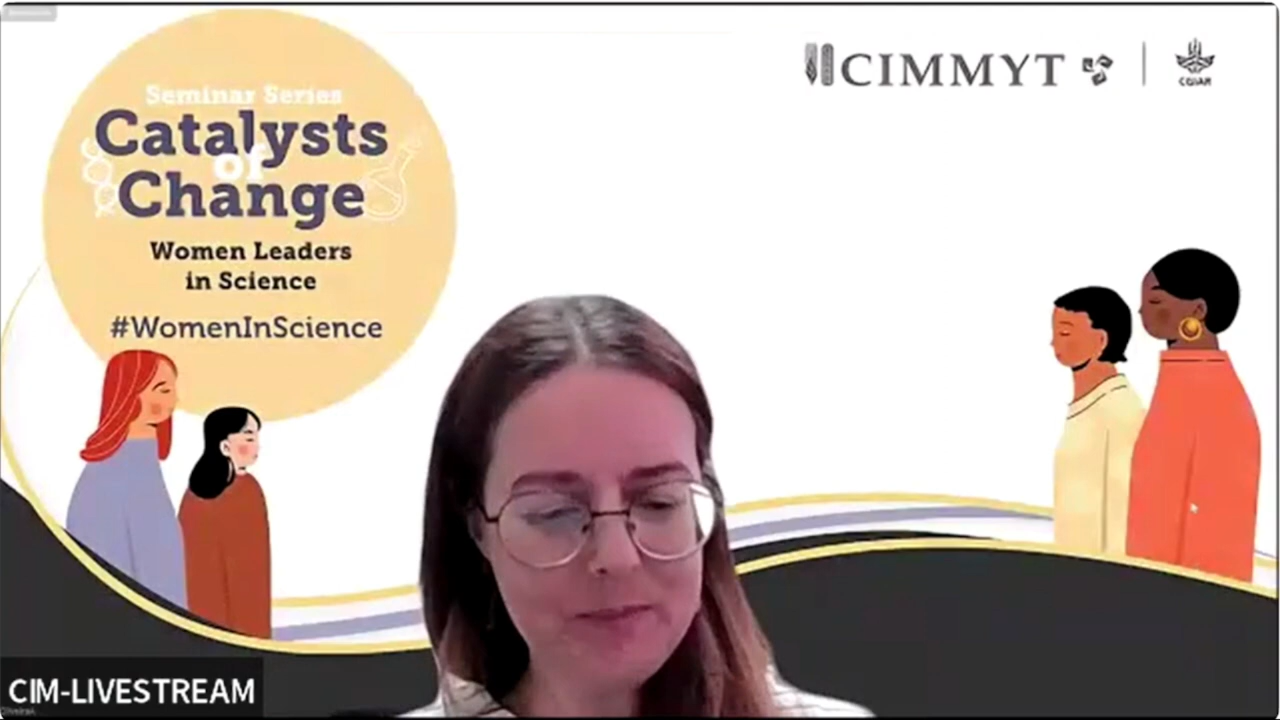 Seminar Series
Catalysts
of
Change
Women Leaders
in Science
#WomenInScience
CIMMYT
CGIAR
CIM-LIVESTREAM